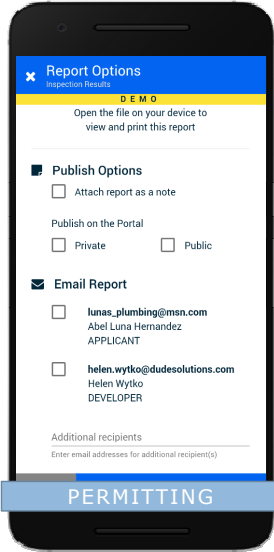 Report Options
Inspection Results
DEMO
Open the file on your device to
view and print this report
Publish Options
Attach report as a note
Publish on the Portal
Private
Public
Email Report
lunas_plumbing@msn.com
Abel Luna Hernandez
APPLICANT
helen.wytko@dudesolutions.com
Helen Wytko
DEVELOPER
Additional recipients
Enter email addresses for additional recipient(s)
PERMITTING